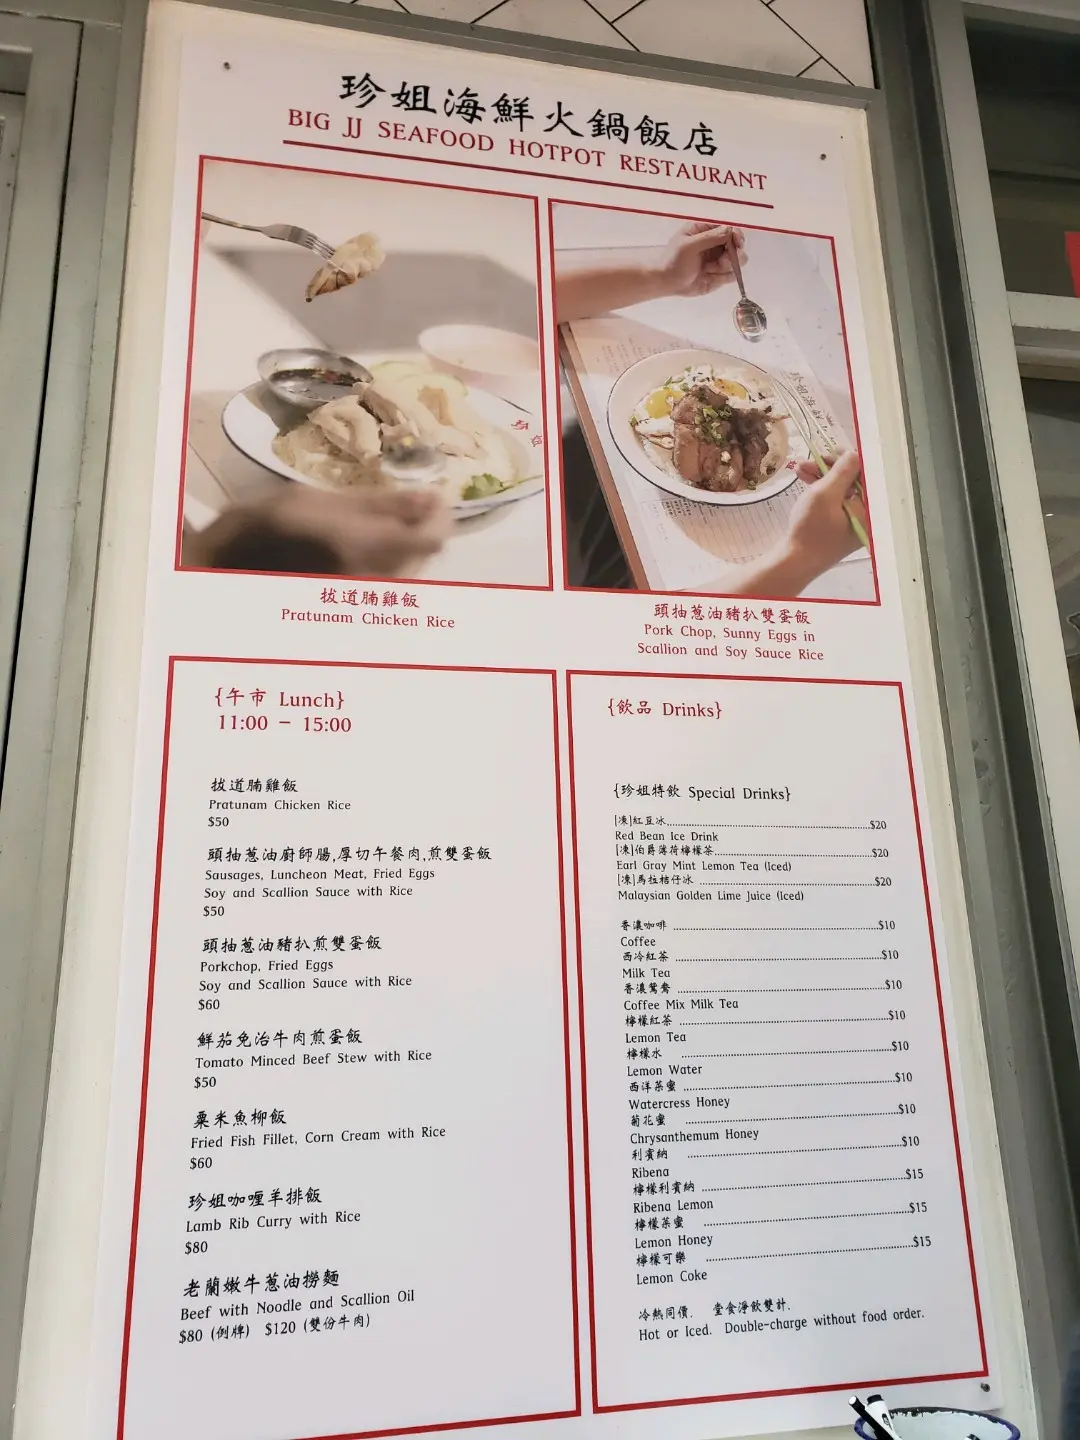 珍姐海鮮火鍋飯店
BIG JJ SEAFOOD HOTPOT RESTAURANT
拔道腩雞飯
Pratunam Chicken Rice
頭抽蔥油豬扒雙蛋飯
Pork Chop, Sunny Eggs in
Scallion and Soy Sauce Rice
{午市 Lunch}
11:00 – 15:00
拔道腩雞飯
Pratunam Chicken Rice
$50
頭抽蔥油廚師腸,厚切午餐肉,煎雙蛋飯
Sausages, Luncheon Meat, Fried Eggs
Soy and Scallion Sauce with Rice
$50
頭抽蔥油豬扒煎雙蛋飯
Porkchop, Fried Eggs
Soy and Scallion Sauce with Rice
$60
鮮茄免治牛肉煎蛋飯
Tomato Minced Beef Stew with Rice
$50
粟米魚柳飯
Fried Fish Fillet, Corn Cream with Rice
$60
珍姐咖喱羊排飯
Lamb Rib Curry with Rice
$80
老蘭嫩牛蔥油撈麵
Beef with Noodle and Scallion Oil
$80 (例牌) $120 (雙份牛肉)
{飲品 Drinks}
{珍姐特飲 Special Drinks}
[凍]紅豆冰........$20
Red Bean Ice Drink
[凍]伯爵薄荷檸檬茶........$20
Earl Gray Mint Lemon Tea (Iced)
[凍]馬拉桔仔冰........$20
Malaysian Golden Lime Juice (Iced)
香濃咖啡........$10
Coffee
西冷紅茶........$10
Milk Tea
香濃鴛鴦........$10
Coffee Mix Milk Tea
檸檬紅茶........$10
Lemon Tea
檸檬水........$10
Lemon Water
西洋菜蜜........$10
Watercress Honey
菊花蜜........$10
Chrysanthemum Honey
利賓納........$10
Ribena
檸檬利賓納........$15
Ribena Lemon
檸檬菜蜜........$15
Lemon Honey
檸檬可樂........$15
Lemon Coke
冷熱同價. 堂食淨飲雙計.
Hot or Iced. Double-charge without food order.